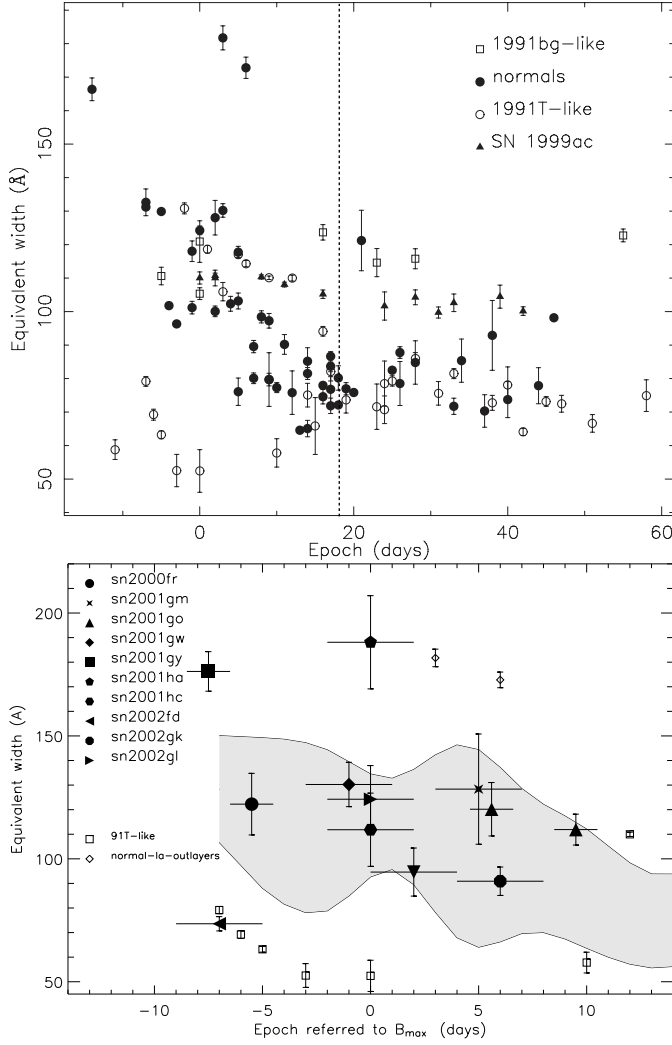 150
100
50
0
20
40
60
Equivalent width (Å)
Epoch (days)
1991bg-like
normals
1991T-like
SN 1999ac
sn2000fr
sn2001gm
sn2001go
sn2001gw
sn2001gy
sn2001ha
sn2001hc
sn2002fd
sn2002gk
sn2002gl
91T-like
normal-Ia-outlayers
200
150
100
50
-10
-5
0
5
10
Equivalent width (A)
Epoch referred to Bmax (days)